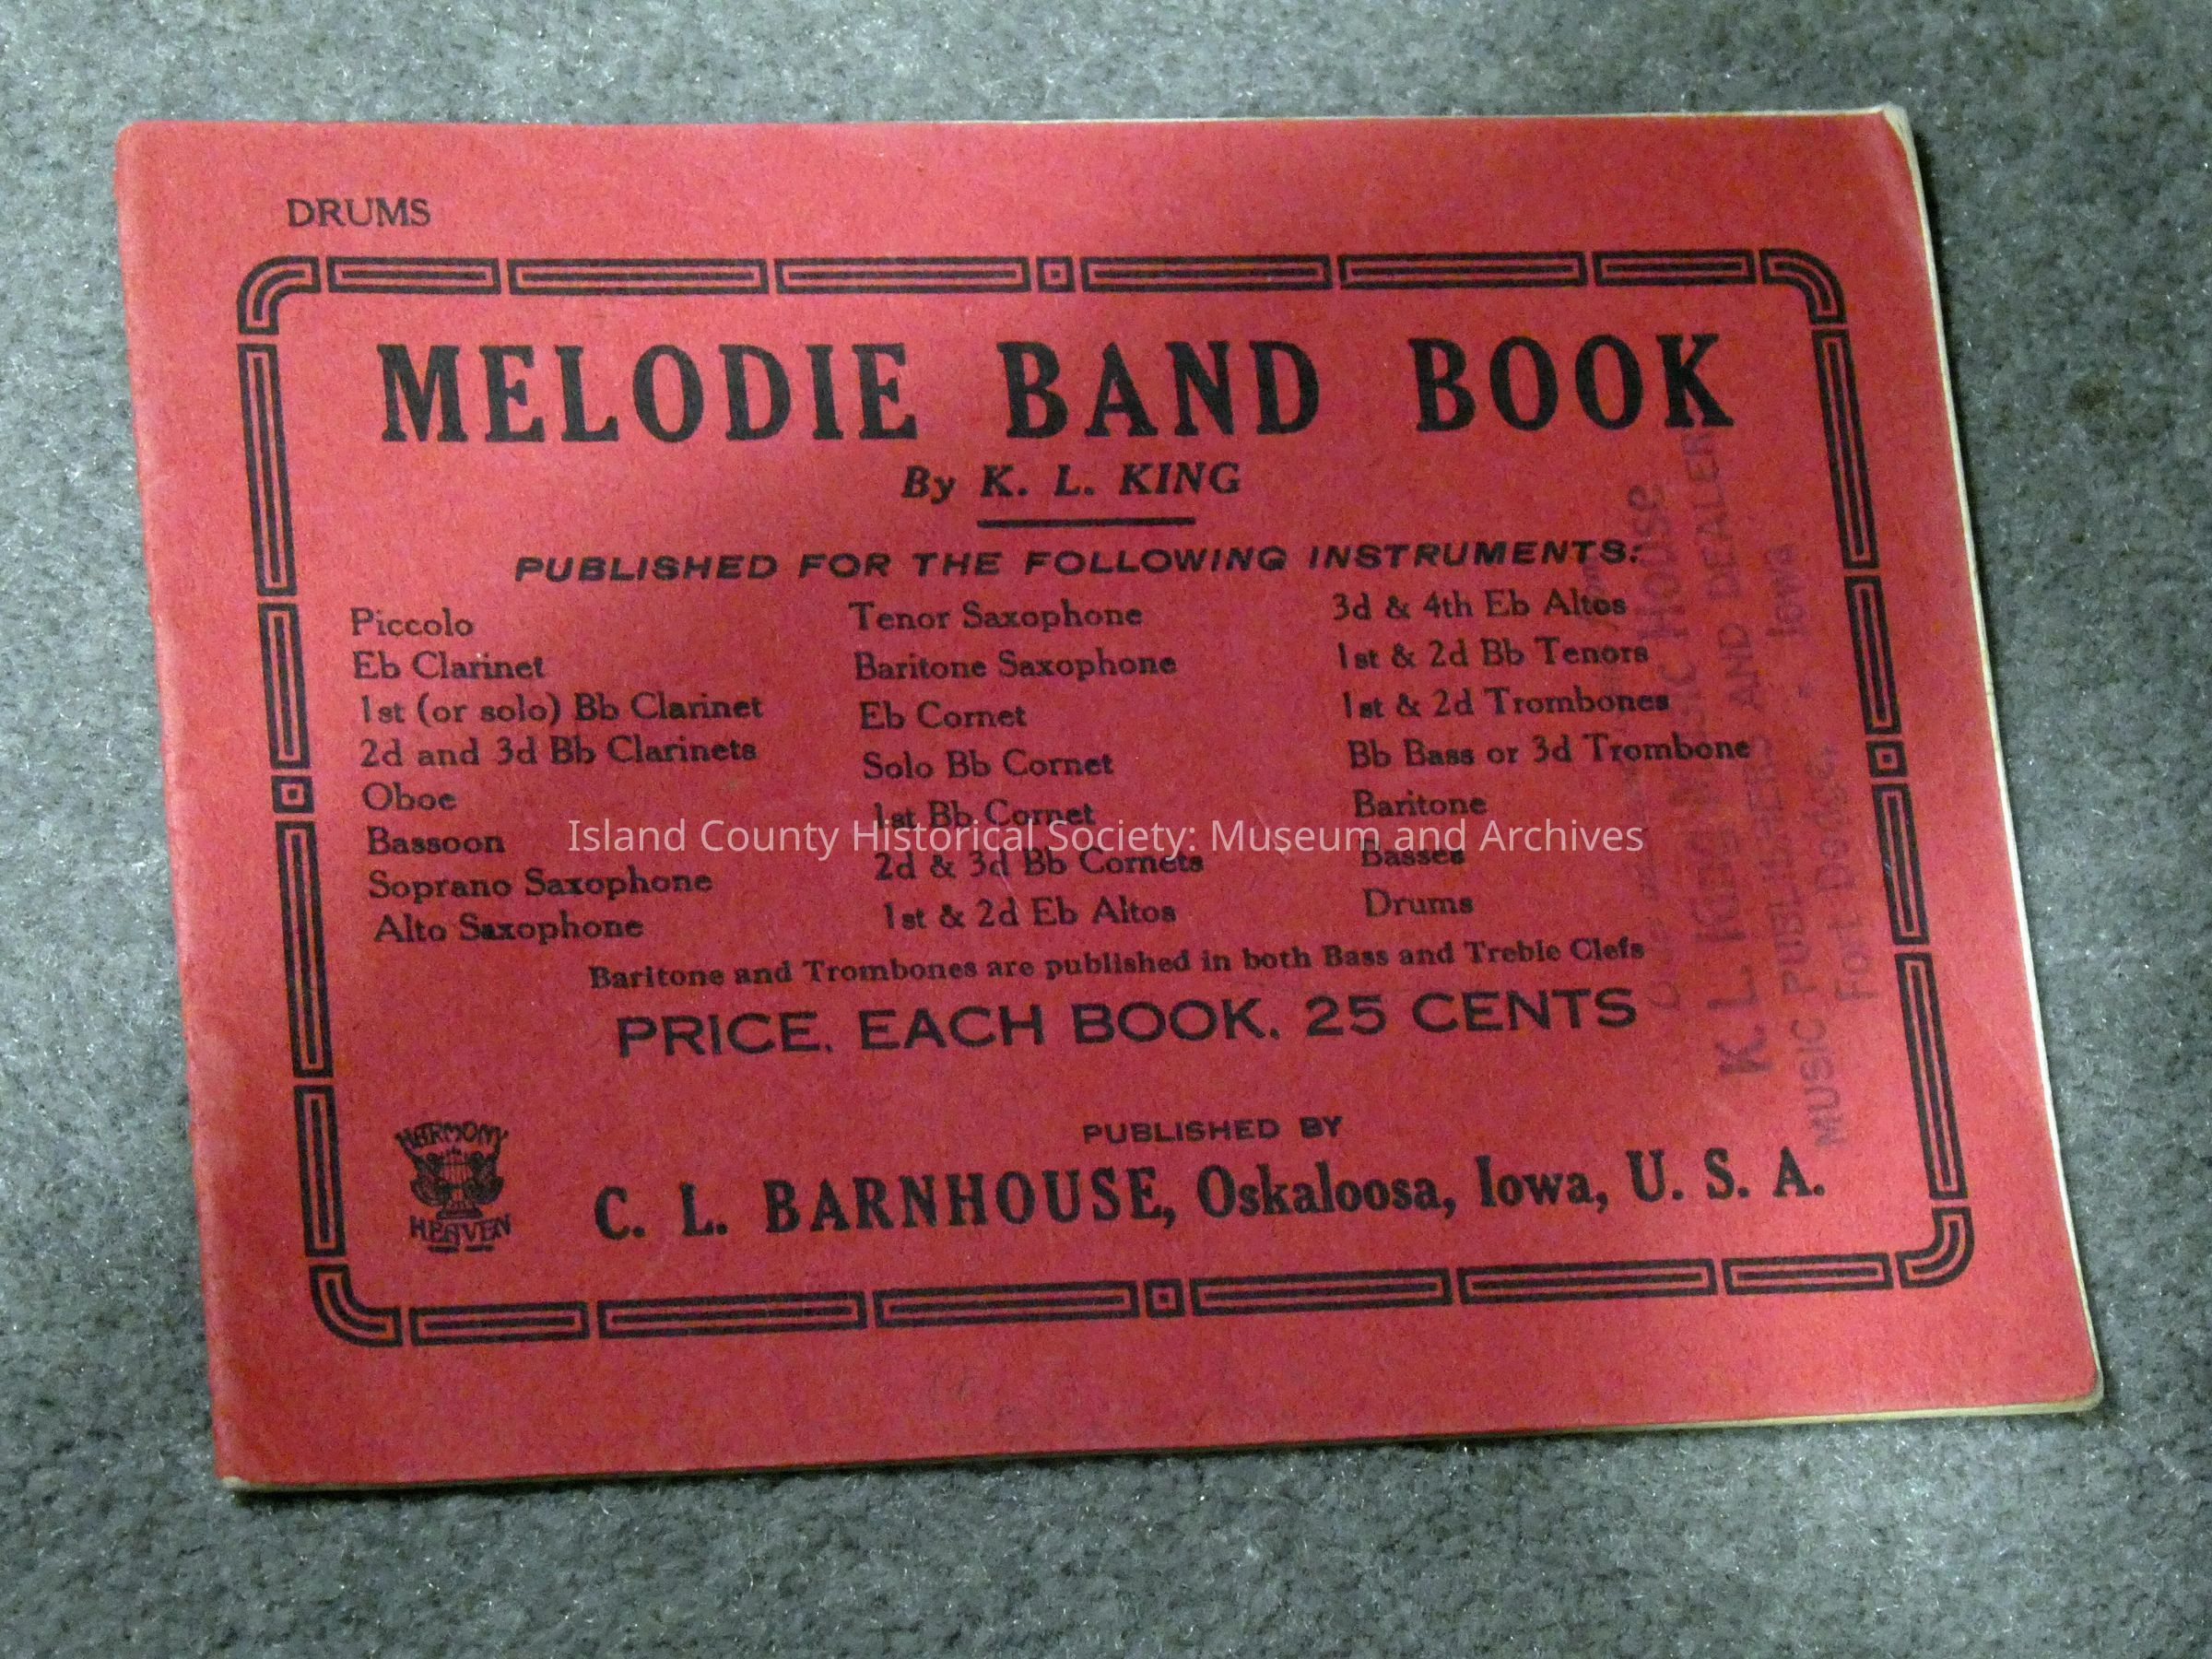 DRUMS
MELODIE BAND BOOK
By K. L. KING
PUBLISHED FOR THE FOLLOWING INSTRUMENTS:
Piccolo
Eb Clarinet
1st (or solo) Bb Clarinet
2d and 3d Bb Clarinets
Oboe
Bassoon
Soprano Saxophone
Alto Saxophone
Tenor Saxophone
Baritone Saxophone
Eb Cornet
Solo Bb Cornet
1st Bb Cornet
2d & 3d Bb Cornets
1st & 2d Eb Altos
3d & 4th Eb Altos
1st & 2d Bb Tenors
1st & 2d Trombones
Bb Bass or 3d Trombone
Baritone
Basses
Drums
Baritone and Trombones are published in both Bass and Treble Clefs
PRICE, EACH BOOK, 25 CENTS
HARMONY
HEAVEN
PUBLISHED BY
C. L. BARNHOUSE, Oskaloosa, Iowa, U. S. A.
K. L. King Music House
MUSIC PUBLISHERS AND DEALER
Fort Dodge, - Iowa
Island County Historical Society: Museum and Archives